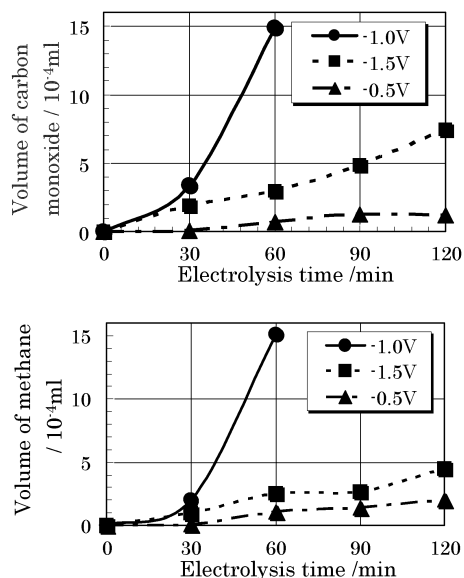 Volume of carbon
monoxide / 10⁻⁴ml
15
10
5
0
-1.0V
-1.5V
-0.5V
0 30 60 90 120
Electrolysis time /min
Volume of methane
/ 10⁻⁴ml
15
10
5
0
-1.0V
-1.5V
-0.5V
0 30 60 90 120
Electrolysis time /min